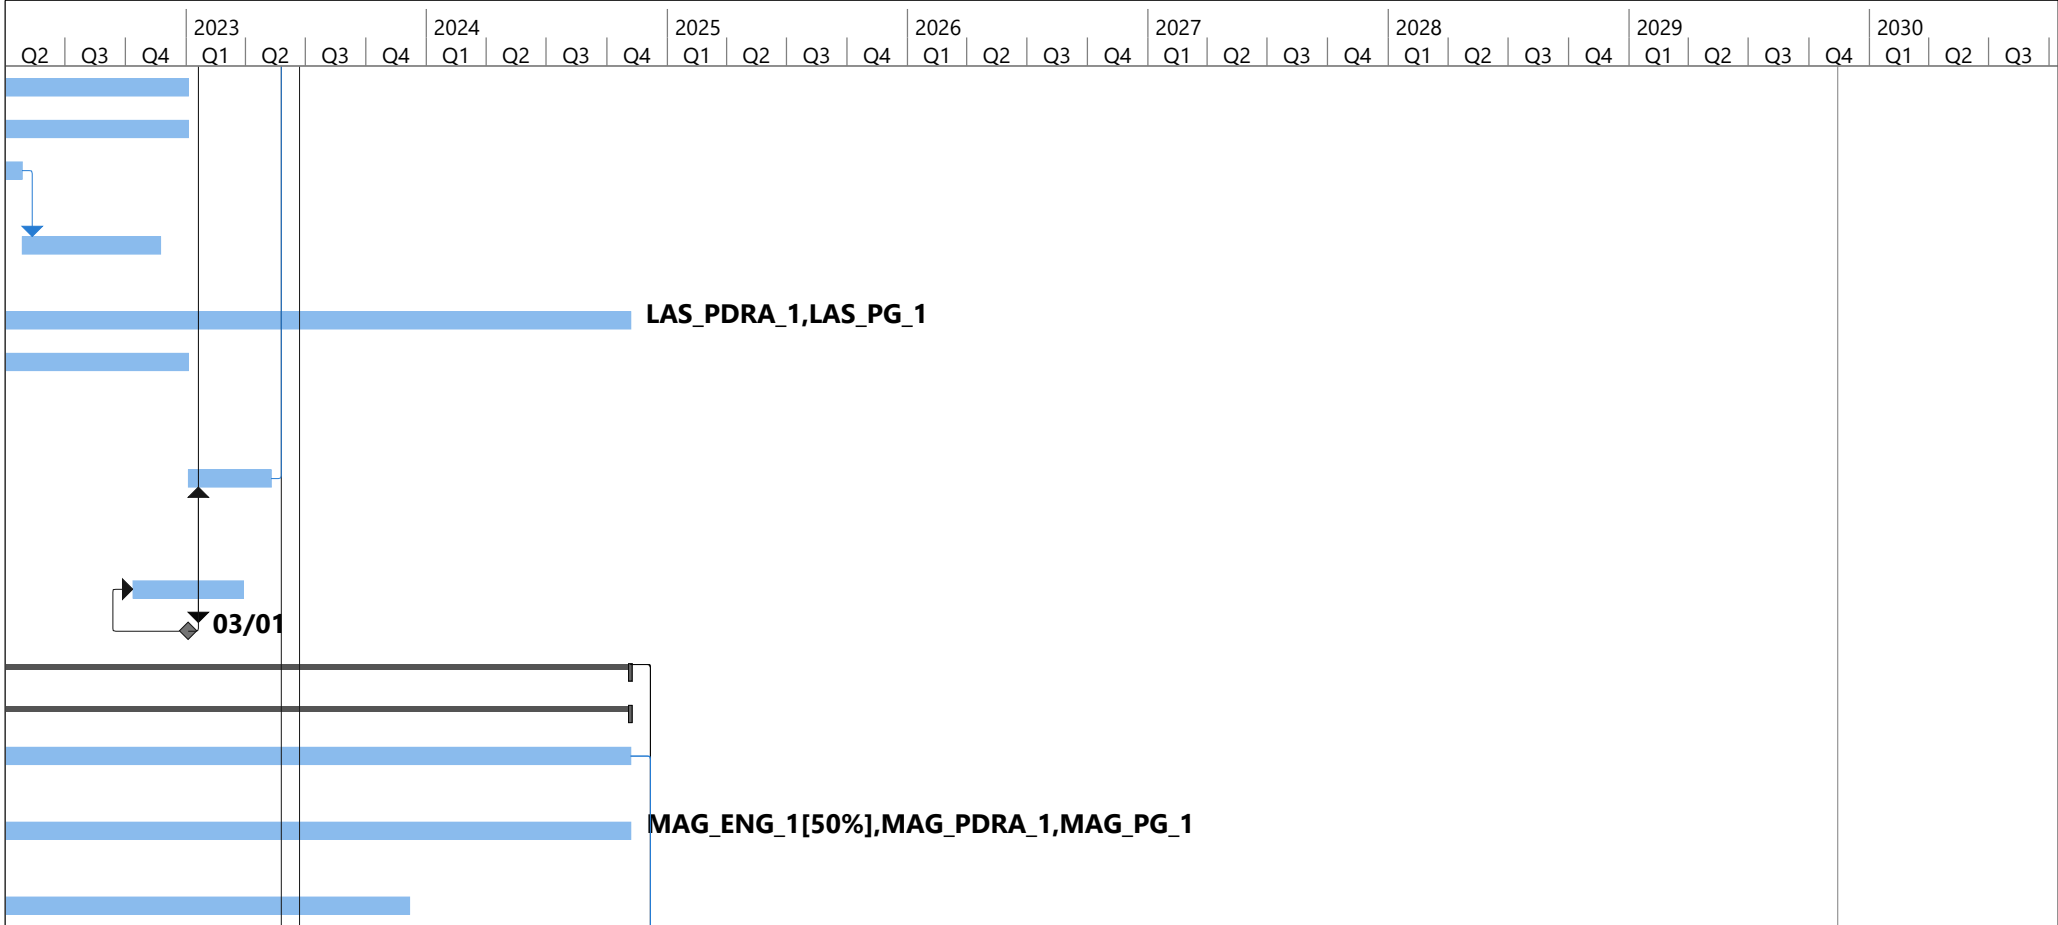 2023 2024 2025 2026 2027 2028 2029 2030
Q2 Q3 Q4 Q1 Q2 Q3 Q4 Q1 Q2 Q3 Q4 Q1 Q2 Q3 Q4 Q1 Q2 Q3 Q4 Q1 Q2 Q3 Q4 Q1 Q2 Q3 Q4 Q1 Q2 Q3 Q4 Q1 Q2 Q3
LAS_PDRA_1,LAS_PG_1
03/01
MAG_ENG_1[50%],MAG_PDRA_1,MAG_PG_1